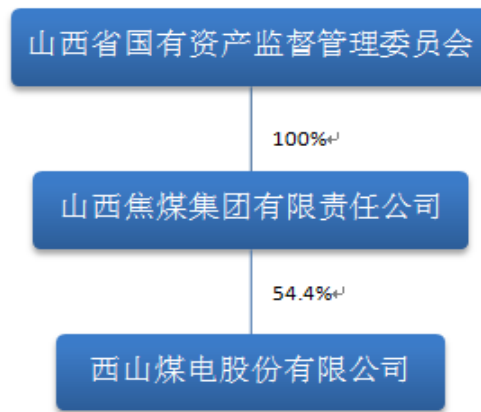 山西省国有资产监督管理委员会
100%↵
山西焦煤集团有限责任公司
54.4%↵
西山煤电股份有限公司